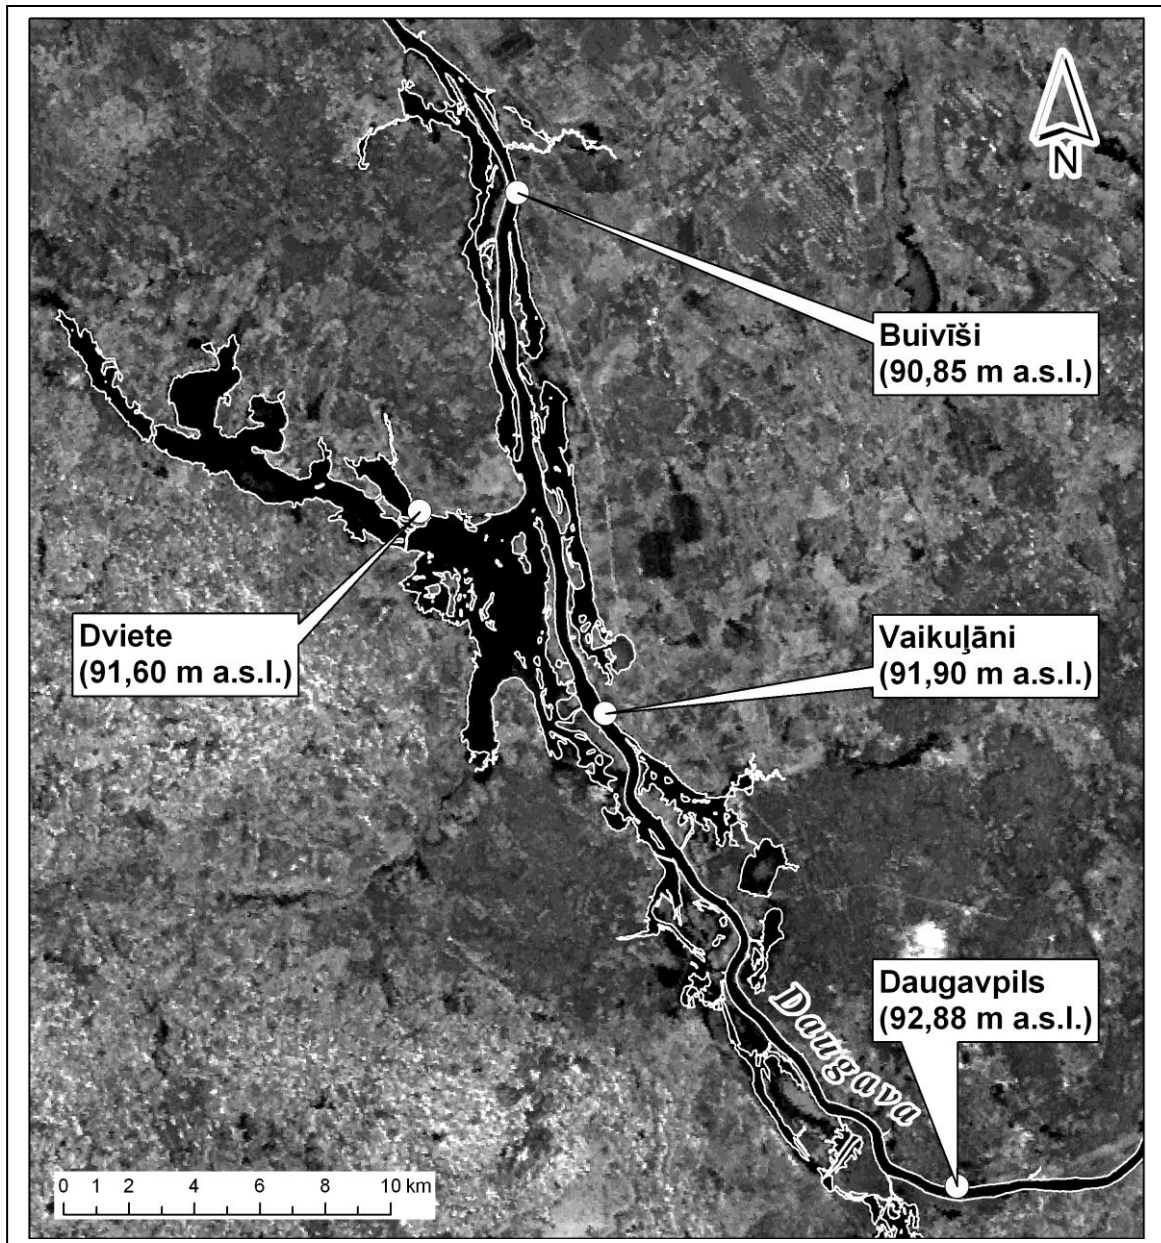 N
Buivīši
(90,85 m a.s.l.)
Dviete
(91,60 m a.s.l.)
Vaikuļāni
(91,90 m a.s.l.)
Daugavpils
(92,88 m a.s.l.)
Daugava
0 1 2 4 6 8 10 km